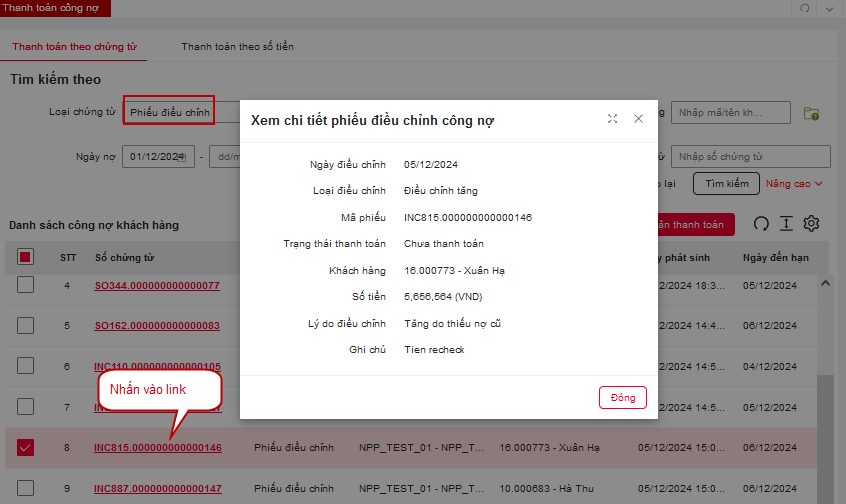 Thanh toán công nợ
Thanh toán theo chứng từ
Thanh toán theo số tiền
Tìm kiếm theo
Loại chứng từ
Phiếu điều chỉnh
Nhập mã/tên kh...
Ngày nợ
01/12/2024
-
dd/m
Nhập số chứng từ
lại
Tìm kiếm
Nâng cao
Danh sách công nợ khách hàng
ận thanh toán
STT
Số chứng từ
y phát sinh
Ngày đến hạn
4
SO344.000000000000077
2/2024 18:3...
05/12/2024
5
SO162.000000000000083
2/2024 14:4...
06/12/2024
6
INC110.000000000000105
2/2024 14:5...
04/12/2024
7
2/2024 14:5...
05/12/2024
8
INC815.000000000000146
Phiếu điều chỉnh
NPP_TEST_01 - NPP_T...
16.000773 - Xuân Hạ
05/12/2024 15:0...
06/12/2024
9
INC887.000000000000147
Phiếu điều chỉnh
NPP_TEST_01 - NPP_T...
10.000683 - Hà Thu
05/12/2024 15:0...
06/12/2024
Nhấn vào link
Xem chi tiết phiếu điều chỉnh công nợ
Ngày điều chỉnh
05/12/2024
Loại điều chỉnh
Điều chỉnh tăng
Mã phiếu
INC815.000000000000146
Trạng thái thanh toán
Chưa thanh toán
Khách hàng
16.000773 - Xuân Hạ
Số tiền
5,656,564 (VND)
Lý do điều chỉnh
Tăng do thiếu nợ cũ
Ghi chú
Tien recheck
Đóng